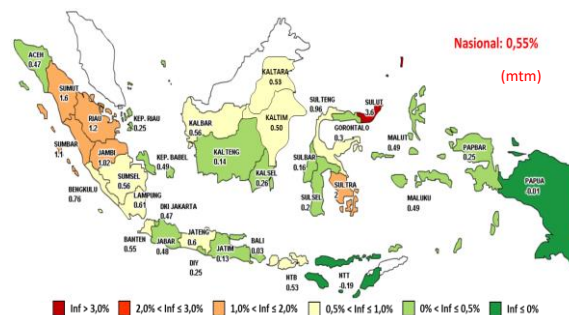 Nasional: 0,55%
(mtm)
ACEH
0.47
SUMUT
1.6
RIAU
1.2
KEP. RIAU
0.25
SUMBAR
1.1
JAMBI
1.02
KEP. BABEL
0.49
SUMSEL
0.56
BENGKULU
0.76
LAMPUNG
0.61
DKI JAKARTA
0.47
BANTEN
0.55
JABAR
0.48
JATENG
0.6
DIY
0.25
JATIM
0.13
BALI
0.03
NTB
0.53
NTT
-0.19
KALBAR
0.56
KALTENG
0.14
KALSEL
0.26
KALTIM
0.50
KALTARA
0.53
SULTENG
0.96
SULUT
3.6
GORONTALO
0.3
SULBAR
0.16
SULSEL
0.2
SULTRA
MALUT
0.49
MALUKU
0.49
PAPBAR
0.25
PAPUA
0.01
Inf > 3,0%
2,0% < Inf ≤ 3,0%
1,0% < Inf ≤ 2,0%
0,5% < Inf ≤ 1,0%
0% < Inf ≤ 0,5%
Inf ≤ 0%